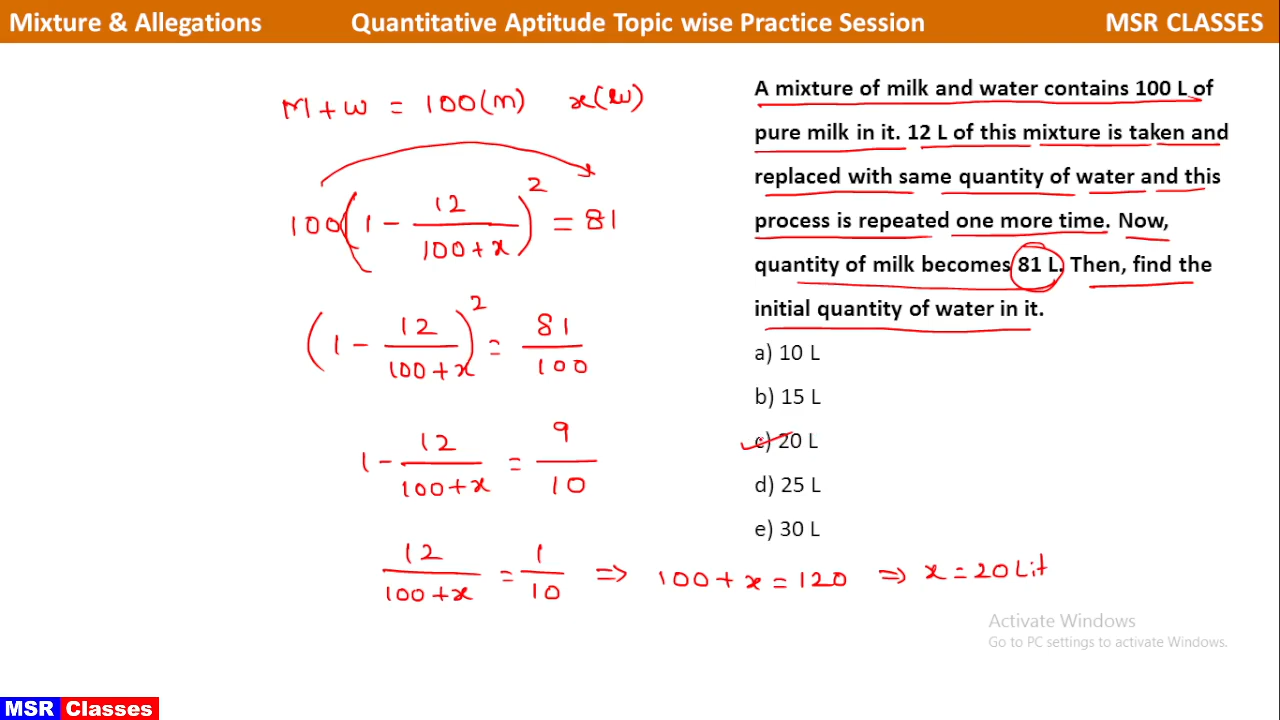 Mixture & Allegations Quantitative Aptitude Topic wise Practice Session MSR CLASSES
M + w = 100(m) x(w)
100(1 - 12/(100+x))^2 = 81
(1 - 12/(100+x))^2 = 81/100
1 - 12/(100+x) = 9/10
12/(100+x) = 1/10 ⇒ 100 + x = 120 ⇒ x = 20 Lit
A mixture of milk and water contains 100 L of
pure milk in it. 12 L of this mixture is taken and
replaced with same quantity of water and this
process is repeated one more time. Now,
quantity of milk becomes 81 L. Then, find the
initial quantity of water in it.
a) 10 L
b) 15 L
c) 20 L
d) 25 L
e) 30 L
Activate Windows
Go to PC settings to activate Windows.
MSR Classes